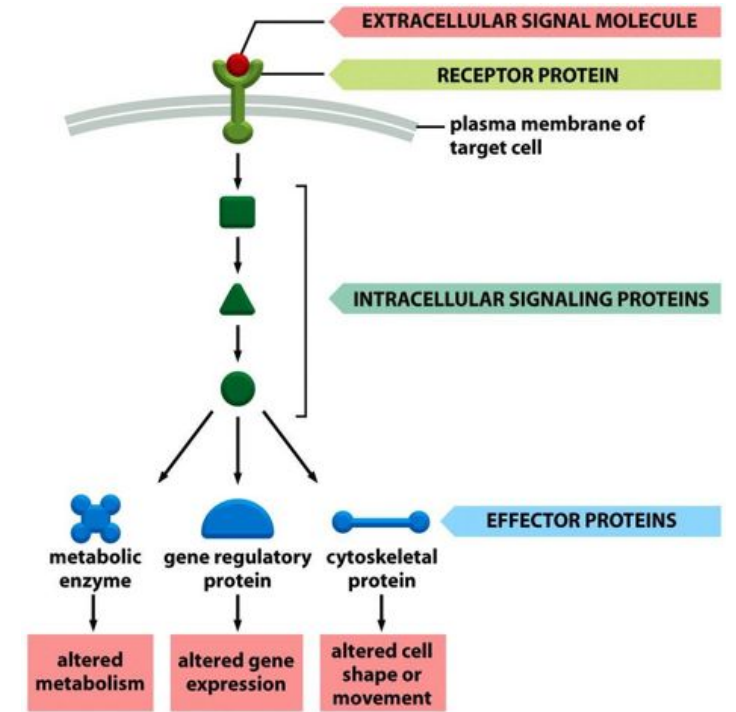 EXTRACELLULAR SIGNAL MOLECULE
RECEPTOR PROTEIN
plasma membrane of
target cell
INTRACELLULAR SIGNALING PROTEINS
EFFECTOR PROTEINS
metabolic
enzyme
gene regulatory
protein
cytoskeletal
protein
altered
metabolism
altered gene
expression
altered cell
shape or
movement